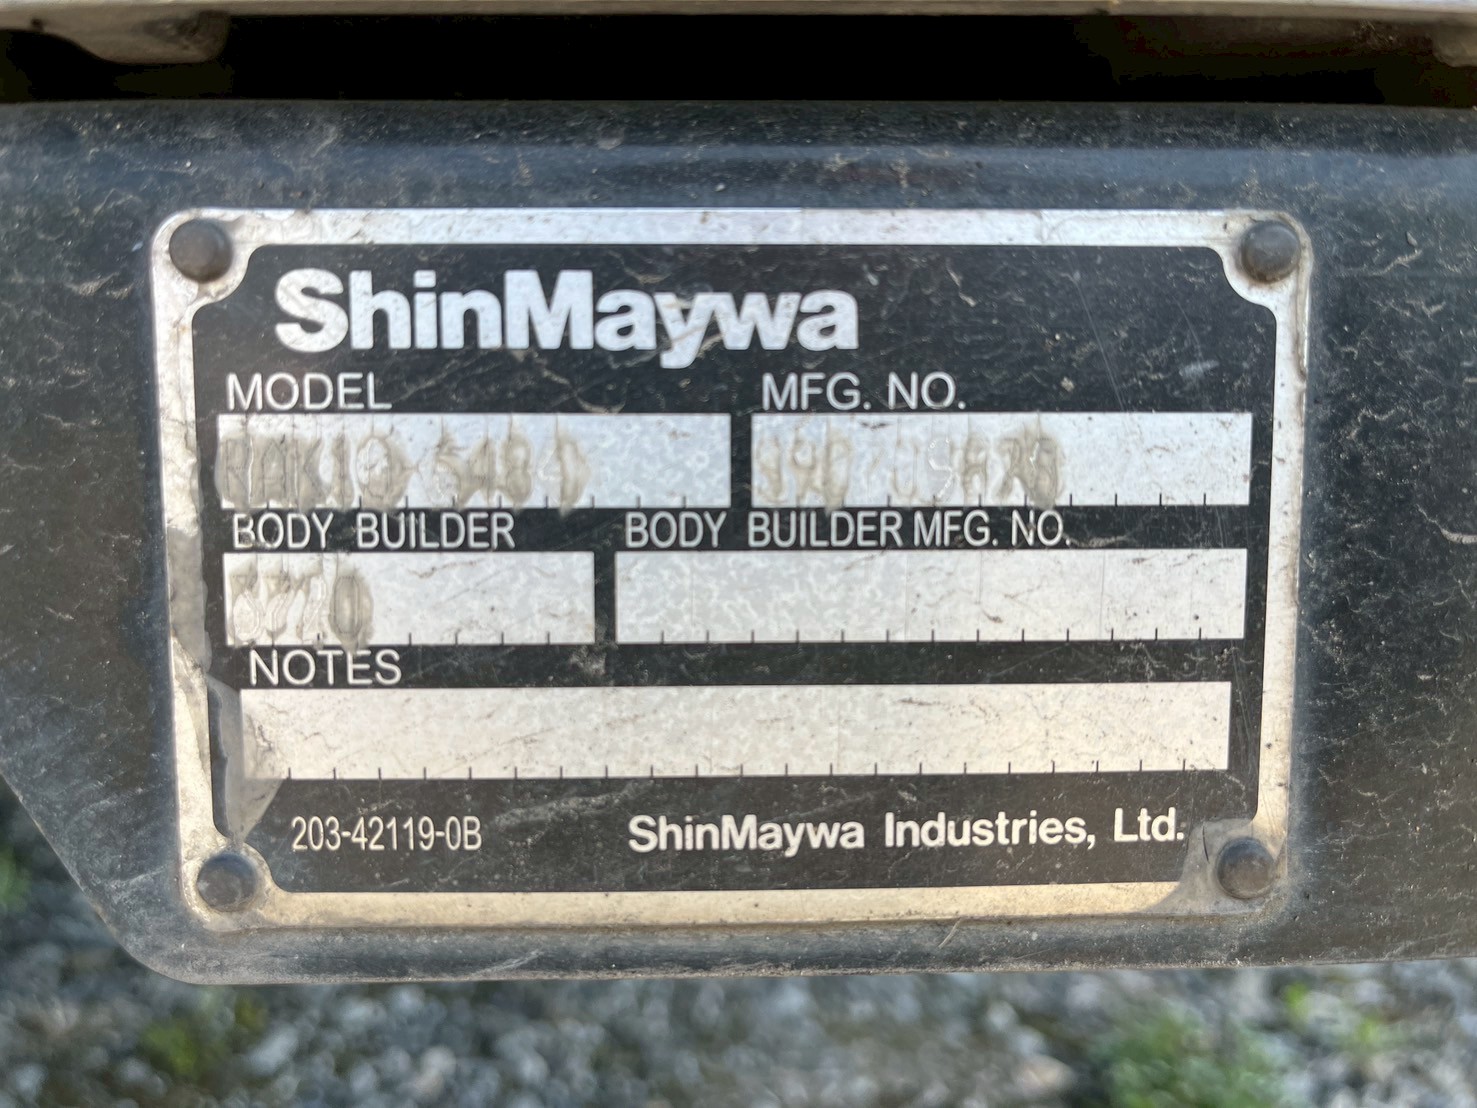 ShinMaywa
MODEL MFG. NO.
BODY BUILDER BODY BUILDER MFG. NO.
NOTES
203-42119-0B ShinMaywa Industries, Ltd.